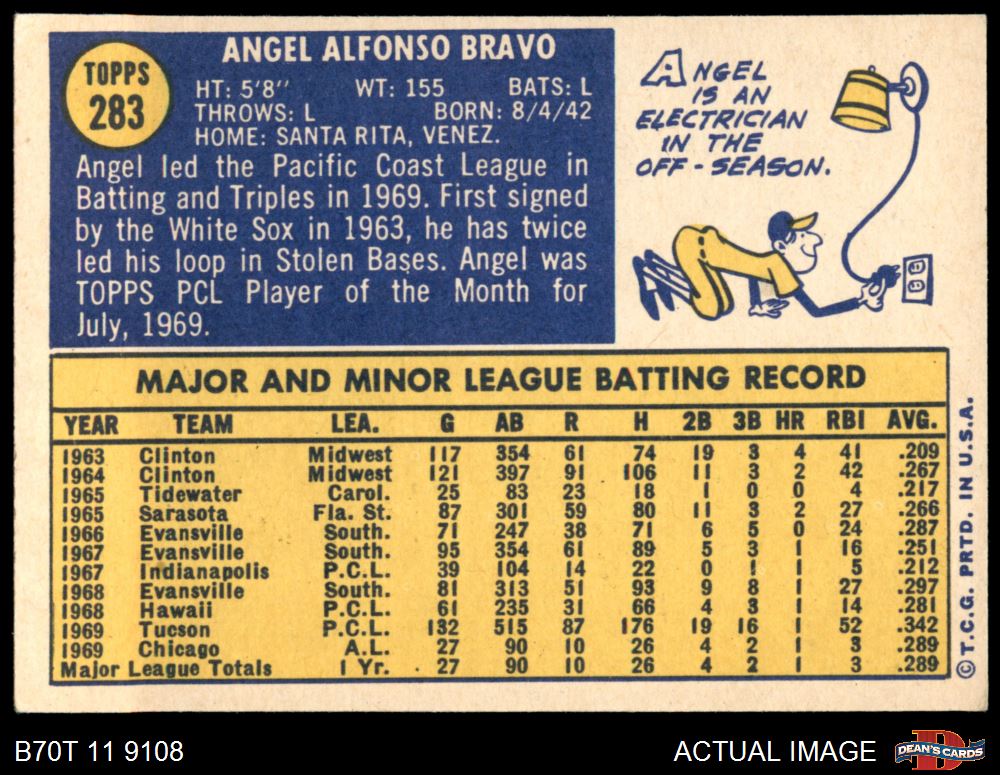 TOPPS
283
ANGEL ALFONSO BRAVO
HT: 5'8" WT: 155 BATS: L
THROWS: L BORN: 8/4/42
HOME: SANTA RITA, VENEZ.
Angel led the Pacific Coast League in
Batting and Triples in 1969. First signed
by the White Sox in 1963, he has twice
led his loop in Stolen Bases. Angel was
TOPPS PCL Player of the Month for
July, 1969.
ANGEL
IS AN
ELECTRICIAN
IN THE
OFF-SEASON.
MAJOR AND MINOR LEAGUE BATTING RECORD
YEAR TEAM LEA. G AB R H 2B 3B HR RBI AVG.
1963 Clinton Midwest 117 354 61 74 19 3 4 41 .209
1964 Clinton Midwest 121 397 91 106 11 3 2 42 .267
1965 Tidewater Carol. 25 83 23 18 1 0 0 4 .217
1965 Sarasota Fla. St. 87 301 59 80 11 3 2 27 .266
1966 Evansville South. 71 247 38 71 6 5 0 24 .287
1967 Evansville South. 95 354 61 89 5 3 1 16 .251
1967 Indianapolis P.C.L. 39 104 14 22 0 1 1 5 .212
1968 Evansville South. 81 313 51 93 9 8 1 27 .297
1968 Hawaii P.C.L. 61 235 31 66 4 3 1 14 .281
1969 Tucson P.C.L. 132 515 87 176 19 16 1 52 .342
1969 Chicago A.L. 27 90 10 26 4 2 1 3 .289
Major League Totals 1 Yr. 27 90 10 26 4 2 1 3 .289
© T.C.G. PRTD. IN U.S.A.
B70T 11 9108
ACTUAL IMAGE
D
DEAN'S CARDS